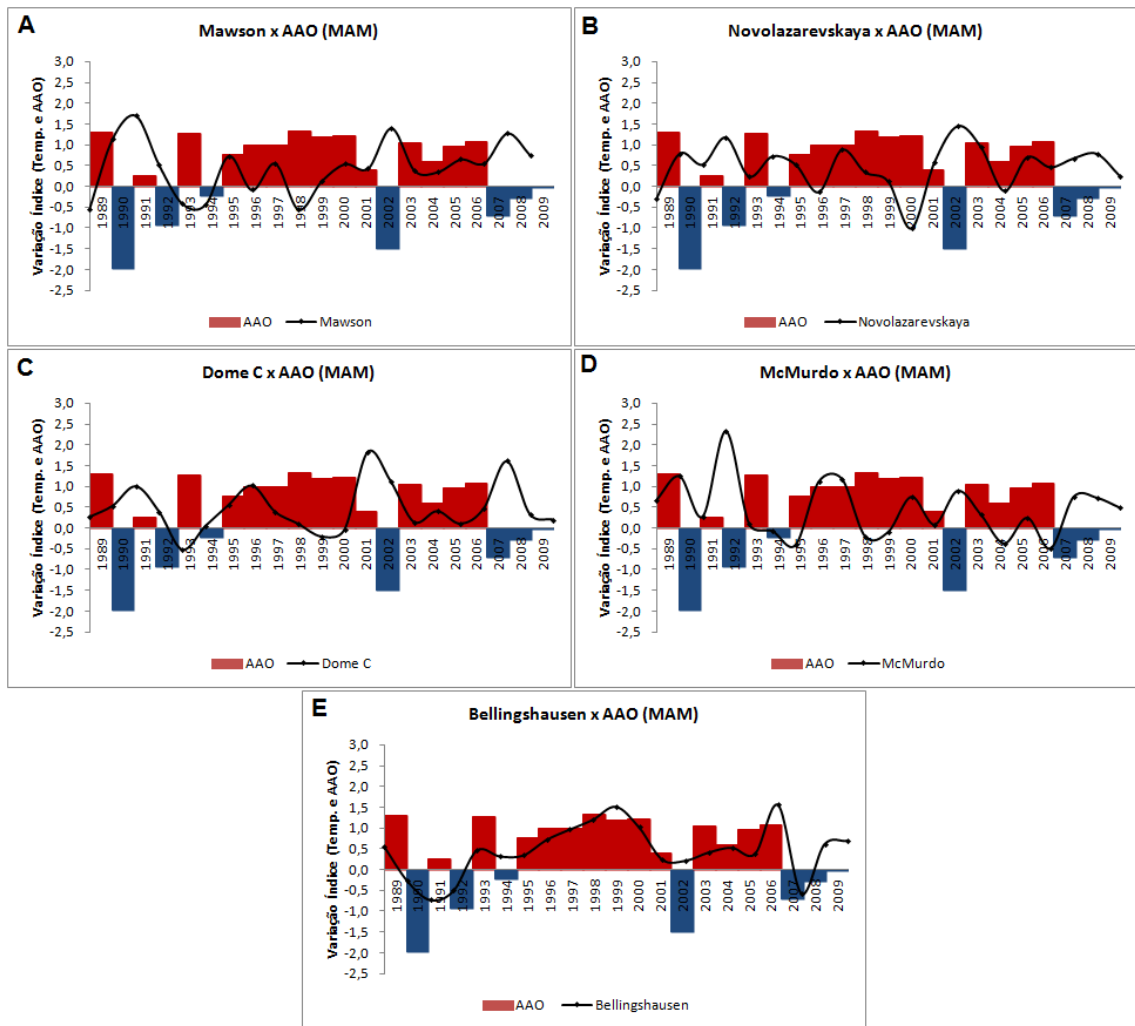 A
Mawson x AAO (MAM)
Variação Índice (Temp. e AAO)
3,0
2,5
2,0
1,5
1,0
0,5
0,0
-0,5
-1,0
-1,5
-2,0
-2,5
1989 1990 1991 1992 1993 1994 1995 1996 1997 1998 1999 2000 2001 2002 2003 2004 2005 2006 2007 2008 2009
AAO Mawson
B
Novolazarevskaya x AAO (MAM)
Variação Índice (Temp. e AAO)
3,0
2,5
2,0
1,5
1,0
0,5
0,0
-0,5
-1,0
-1,5
-2,0
-2,5
1989 1990 1991 1992 1993 1994 1995 1996 1997 1998 1999 2000 2001 2002 2003 2004 2005 2006 2007 2008 2009
AAO Novolazarevskaya
C
Dome C x AAO (MAM)
Variação Índice (Temp. e AAO)
3,0
2,5
2,0
1,5
1,0
0,5
0,0
-0,5
-1,0
-1,5
-2,0
-2,5
1989 1990 1991 1992 1993 1994 1995 1996 1997 1998 1999 2000 2001 2002 2003 2004 2005 2006 2007 2008 2009
AAO Dome C
D
McMurdo x AAO (MAM)
Variação Índice (Temp. e AAO)
3,0
2,5
2,0
1,5
1,0
0,5
0,0
-0,5
-1,0
-1,5
-2,0
-2,5
1989 1990 1991 1992 1993 1994 1995 1996 1997 1998 1999 2000 2001 2002 2003 2004 2005 2006 2007 2008 2009
AAO McMurdo
E
Bellingshausen x AAO (MAM)
Variação Índice (Temp. e AAO)
3,0
2,5
2,0
1,5
1,0
0,5
0,0
-0,5
-1,0
-1,5
-2,0
-2,5
1989 1990 1991 1992 1993 1994 1995 1996 1997 1998 1999 2000 2001 2002 2003 2004 2005 2006 2007 2008 2009
AAO Bellingshausen